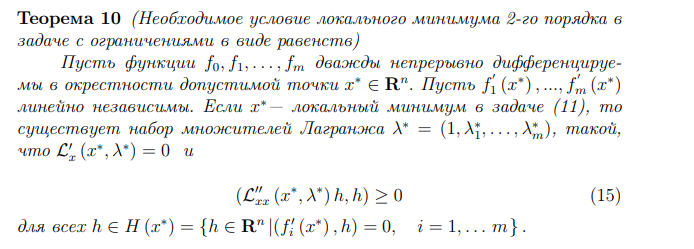 Теорема 10 (Необходимое условие локального минимума 2-го порядка в
задаче с ограничениями в виде равенств)
Пусть функции f₀, f₁, . . . , fₘ дважды непрерывно дифференцируе-
мы в окрестности допустимой точки x* ∈ Rⁿ. Пусть f₁′ (x*) , ..., fₘ′ (x*)
линейно независимы. Если x*— локальный минимум в задаче (11), то
существует набор множителей Лагранжа λ* = (1, λ₁*, . . . , λₘ*), такой,
что ℒₓ′ (x*, λ*) = 0 и
(ℒₓₓ′′ (x*, λ*) h, h) ≥ 0 (15)
для всех h ∈ H (x*) = {h ∈ Rⁿ |(fᵢ′ (x*) , h) = 0, i = 1, . . . m} .